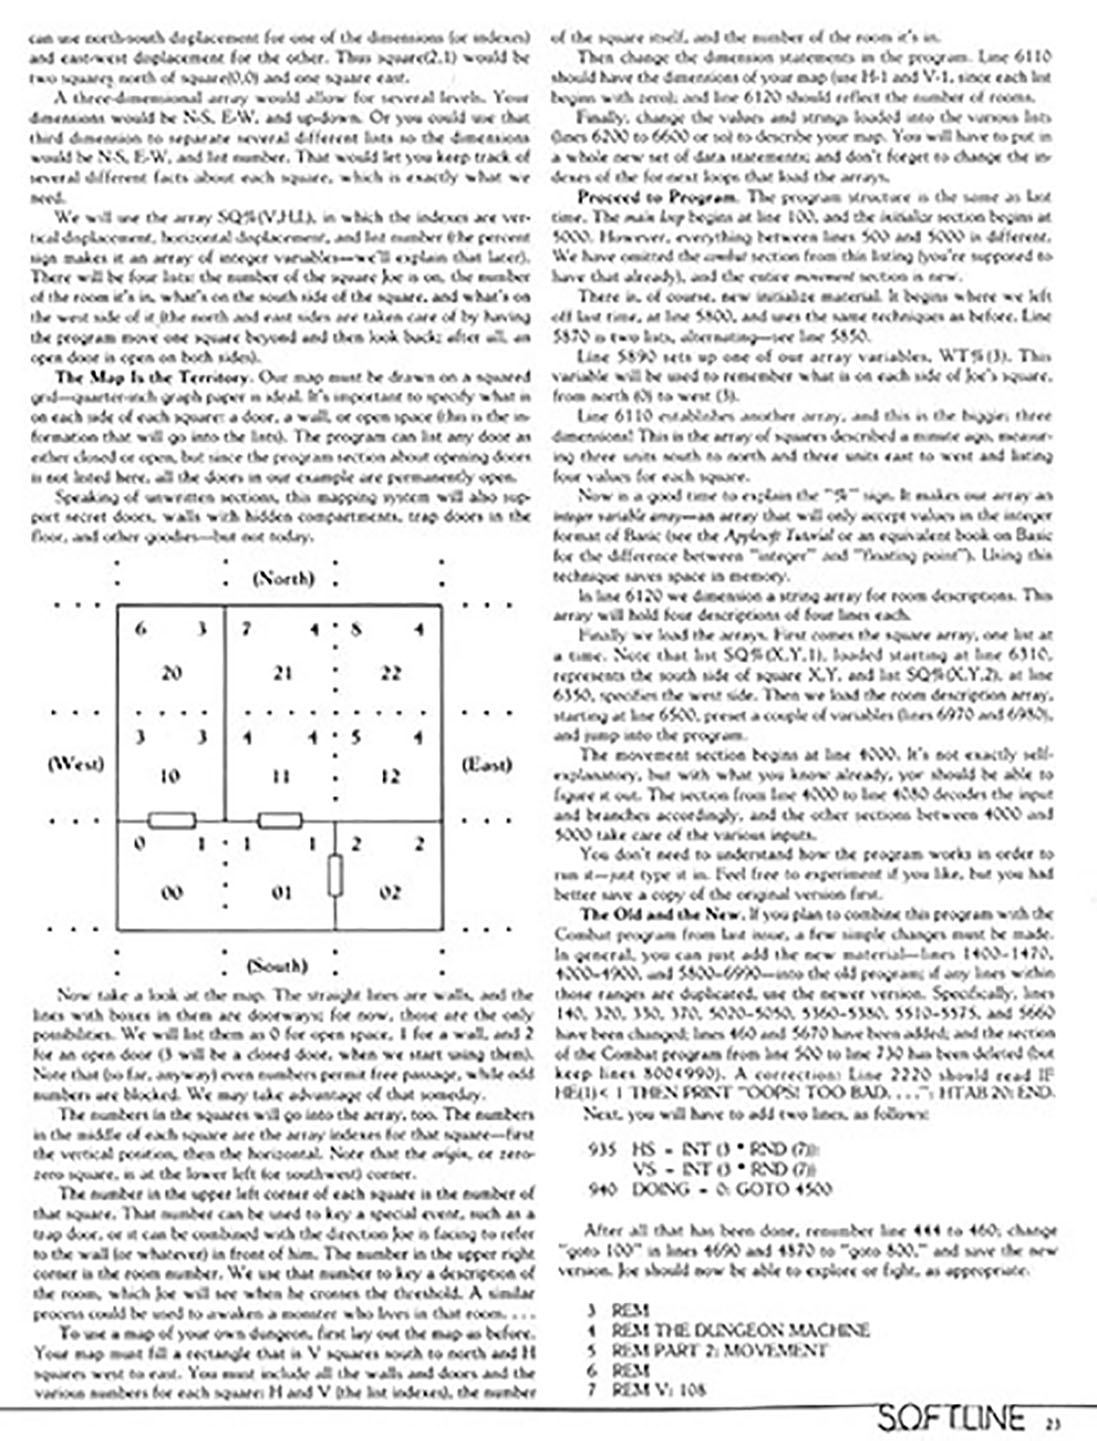 can use north-south displacement for one of the dimensions (or indexes)
and east-west displacement for the other. Thus square(2,1) would be
two squares north of square(0,0) and one square east.
A three-dimensional array would allow for several levels. Your
dimensions would be N-S, E-W, and up-down. Or you could use that
third dimension to separate several different lists so the dimensions
would be N-S, E-W, and list number. That would let you keep track of
several different facts about each square, which is exactly what we
need.
We will use the array SQ%(V,H,L), in which the indexes are ver-
tical displacement, horizontal displacement, and list number (the percent
sign makes it an array of integer variables—we'll explain that later).
There will be four lists: the number of the square Joe is on, the number
of the room it's in, what's on the south side of the square, and what's on
the west side of it (the north and east sides are taken care of by having
the program move one square beyond and then look back; after all, an
open door is open on both sides).
The Map Is the Territory. Our map must be drawn on a squared
grid—quarter-inch graph paper is ideal. It's important to specify what is
on each side of each square: a door, a wall, or open space (this is the in-
formation that will go into the lists). The program can list any door as
either closed or open, but since the program section about opening doors
is not listed here, all the doors in our example are permanently open.
Speaking of unwritten sections, this mapping system will also sup-
port secret doors, walls with hidden compartments, trap doors in the
floor, and other goodies—but not today.
(North)
6 3 7 4 8 4
20 21 22
3 3 4 4 5 4
(West) (East)
10 11 12
0 1 1 1 2 2
00 01 02
(South)
Now take a look at the map. The straight lines are walls, and the
lines with boxes in them are doorways; for now, those are the only
possibilities. We will list them as 0 for open space, 1 for a wall, and 2
for an open door (3 will be a closed door, when we start using them).
Note that (so far, anyway) even numbers permit free passage, while odd
numbers are blocked. We may take advantage of that someday.
The numbers in the squares will go into the array, too. The numbers
in the middle of each square are the array indexes for that square—first
the vertical position, then the horizontal. Note that the origin, or zero-
zero square, is at the lower left (or southwest) corner.
The number in the upper left corner of each square is the number of
that square. That number can be used to key a special event, such as a
trap door, or it can be combined with the direction Joe is facing to refer
to the wall (or whatever) in front of him. The number in the upper right
corner is the room number. We use that number to key a description of
the room, which Joe will see when he crosses the threshold. A similar
process could be used to awaken a monster who lives in that room. . . .
To use a map of your own dungeon, first lay out the map as before.
Your map must fill a rectangle that is V squares south to north and H
squares west to east. You must include all the walls and doors and the
various numbers for each square: H and V (the list indexes), the number
of the square itself, and the number of the room it's in.
Then change the dimension statements in the program. Line 6110
should have the dimensions of your map (use H-1 and V-1, since each list
begins with zero); and line 6120 should reflect the number of rooms.
Finally, change the values and strings loaded into the various lists
(lines 6200 to 6600 or so) to describe your map. You will have to put in
a whole new set of data statements; and don't forget to change the in-
dexes of the for-next loops that load the arrays.
Proceed to Program. The program structure is the same as last
time. The main loop begins at line 100, and the initialize section begins at
5000. However, everything between lines 500 and 5000 is different.
We have omitted the combat section from this listing (you're supposed to
have that already), and the entire movement section is new.
There is, of course, new initialize material. It begins where we left
off last time, at line 5800, and uses the same techniques as before. Line
5870 is two lists, alternating—see line 5850.
Line 5890 sets up one of our array variables, WT%(3). This
variable will be used to remember what is on each side of Joe's square,
from north (0) to west (3).
Line 6110 establishes another array, and this is the biggie: three
dimensions! This is the array of squares described a minute ago, measur-
ing three units south to north and three units east to west and listing
four values for each square.
Now is a good time to explain the "%" sign. It makes our array an
integer variable array—an array that will only accept values in the integer
format of Basic (see the Applesoft Tutorial or an equivalent book on Basic
for the difference between "integer" and "floating point"). Using this
technique saves space in memory.
In line 6120 we dimension a string array for room descriptions. This
array will hold four descriptions of four lines each.
Finally we load the arrays. First comes the square array, one list at
a time. Note that list SQ%(X,Y,1), loaded starting at line 6310,
represents the south side of square X,Y, and list SQ%(X,Y,2), at line
6350, specifies the west side. Then we load the room description array,
starting at line 6500, preset a couple of variables (lines 6970 and 6980),
and jump into the program.
The movement section begins at line 4000. It's not exactly self-
explanatory, but with what you know already, you should be able to
figure it out. The section from line 4000 to line 4080 decodes the input
and branches accordingly, and the other sections between 4000 and
5000 take care of the various inputs.
You don't need to understand how the program works in order to
run it—just type it in. Feel free to experiment if you like, but you had
better save a copy of the original version first.
The Old and the New. If you plan to combine this program with the
Combat program from last issue, a few simple changes must be made.
In general, you can just add the new material—lines 1400-1470,
4000-4900, and 5800-6990—into the old program; if any lines within
those ranges are duplicated, use the newer version. Specifically, lines
140, 320, 330, 370, 5020-5050, 5360-5380, 5510-5575, and 5660
have been changed; lines 460 and 5670 have been added; and the section
of the Combat program from line 500 to line 730 has been deleted (but
keep lines 800-4990). A correction: Line 2220 should read IF
HE(1)< 1 THEN PRINT "OOPS! TOO BAD. . . .": HTAB 20: END.
Next, you will have to add two lines, as follows:
935 HS = INT (3 * RND (7)):
VS = INT (3 * RND (7))
940 DOING = 0: GOTO 4500
After all that has been done, renumber line 444 to 460; change
"goto 100" in lines 4690 and 4870 to "goto 800," and save the new
version. Joe should now be able to explore or fight, as appropriate.
3 REM
4 REM THE DUNGEON MACHINE
5 REM PART 2: MOVEMENT
6 REM
7 REM V: 108
SOFTLINE 23